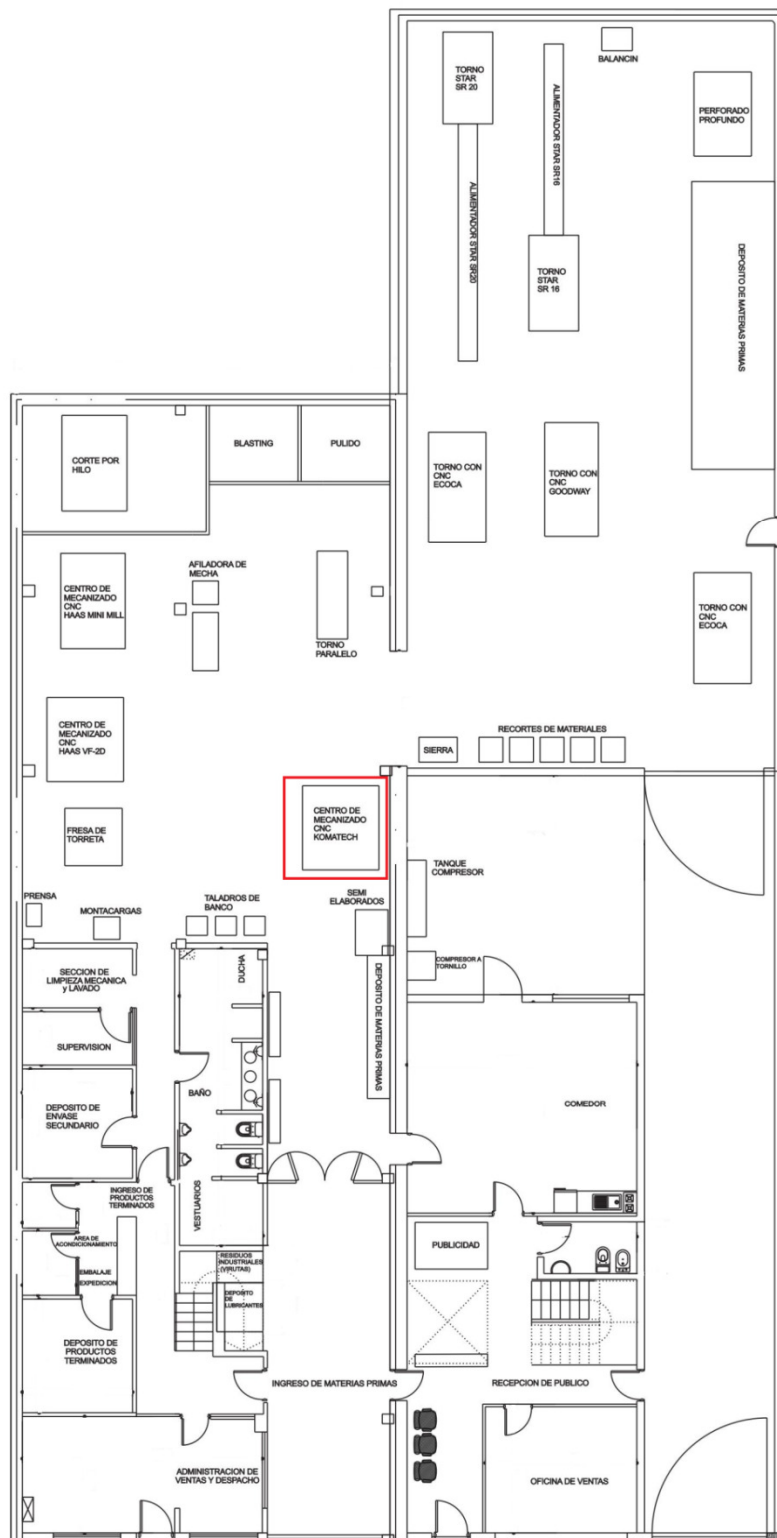 TORNO
STAR
SR 20
ALIMENTADOR STAR SR20
ALIMENTADOR STAR SR16
TORNO
STAR
SR 16
BALANCIN
PERFORADO
PROFUNDO
DEPOSITO DE MATERIAS PRIMAS
CORTE POR
HILO
BLASTING
PULIDO
TORNO CON
CNC
ECOCA
TORNO CON
CNC
GOODWAY
CENTRO DE
MECANIZADO
CNC
HAAS MINI MILL
AFILADORA DE
MECHA
TORNO
PARALELO
TORNO CON
CNC
ECOCA
CENTRO DE
MECANIZADO
CNC
HAAS VF-2D
SIERRA
RECORTES DE MATERIALES
FRESA DE
TORRETA
CENTRO DE
MECANIZADO
CNC
KOMATECH
TANQUE
COMPRESOR
PRENSA
MONTACARGAS
TALADROS DE
BANCO
SEMI
ELABORADOS
COMPRESOR A
TORNILLO
SECCION DE
LIMPIEZA MECANICA
y LAVADO
DUCHA
DEPOSITO DE MATERIAS PRIMAS
SUPERVISION
BAÑO
DEPOSITO DE
ENVASE
SECUNDARIO
COMEDOR
INGRESO DE
PRODUCTOS
TERMINADOS
VESTUARIOS
AREA DE
ACONDICIONAMIENTO
EMBALAJE
EXPEDICION
RESIDUOS
INDUSTRIALES
(VIRUTAS)
DEPOSITO
DE
LUBRICANTES
PUBLICIDAD
DEPOSITO DE
PRODUCTOS
TERMINADOS
INGRESO DE MATERIAS PRIMAS
RECEPCION DE PUBLICO
ADMINISTRACION DE
VENTAS Y DESPACHO
OFICINA DE VENTAS